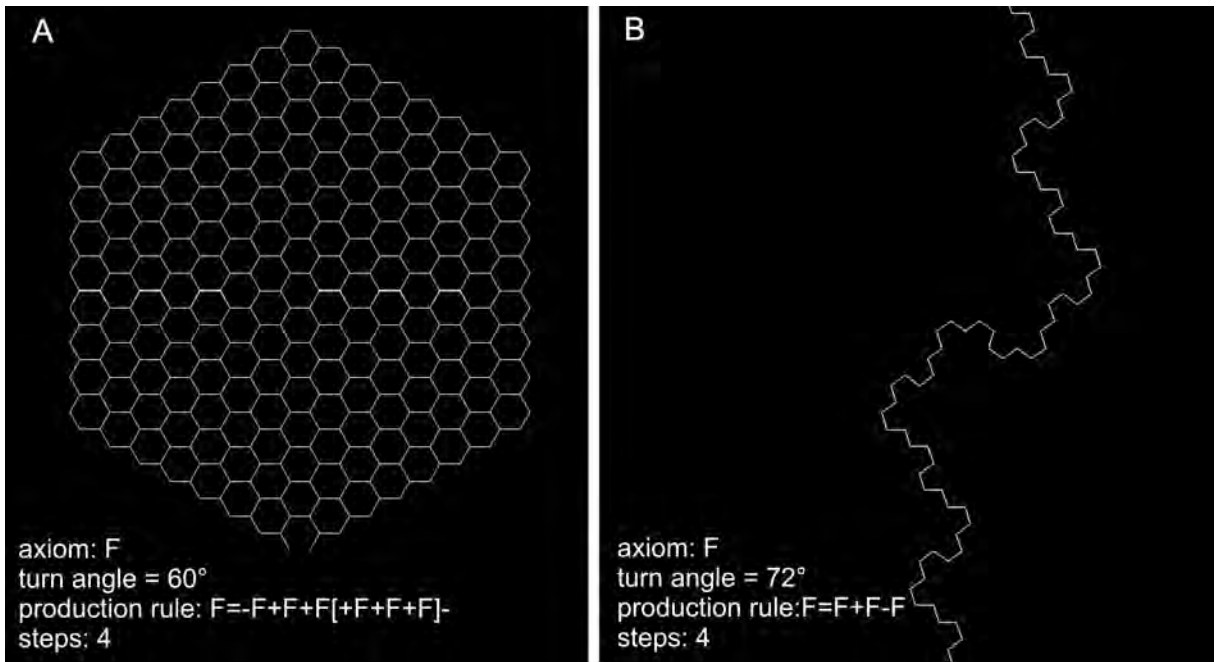 A
axiom: F
turn angle = 60°
production rule: F=-F+F+F[+F+F+F]-
steps: 4
B
axiom: F
turn angle = 72°
production rule:F=F+F-F
steps: 4